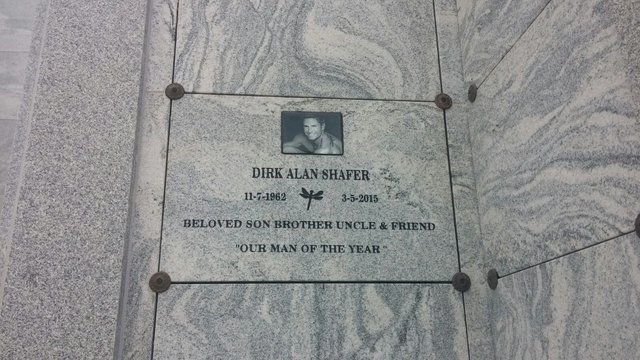 DIRK ALAN SHAFER
11-7-1962 3-5-2015
BELOVED SON BROTHER UNCLE & FRIEND
"OUR MAN OF THE YEAR"